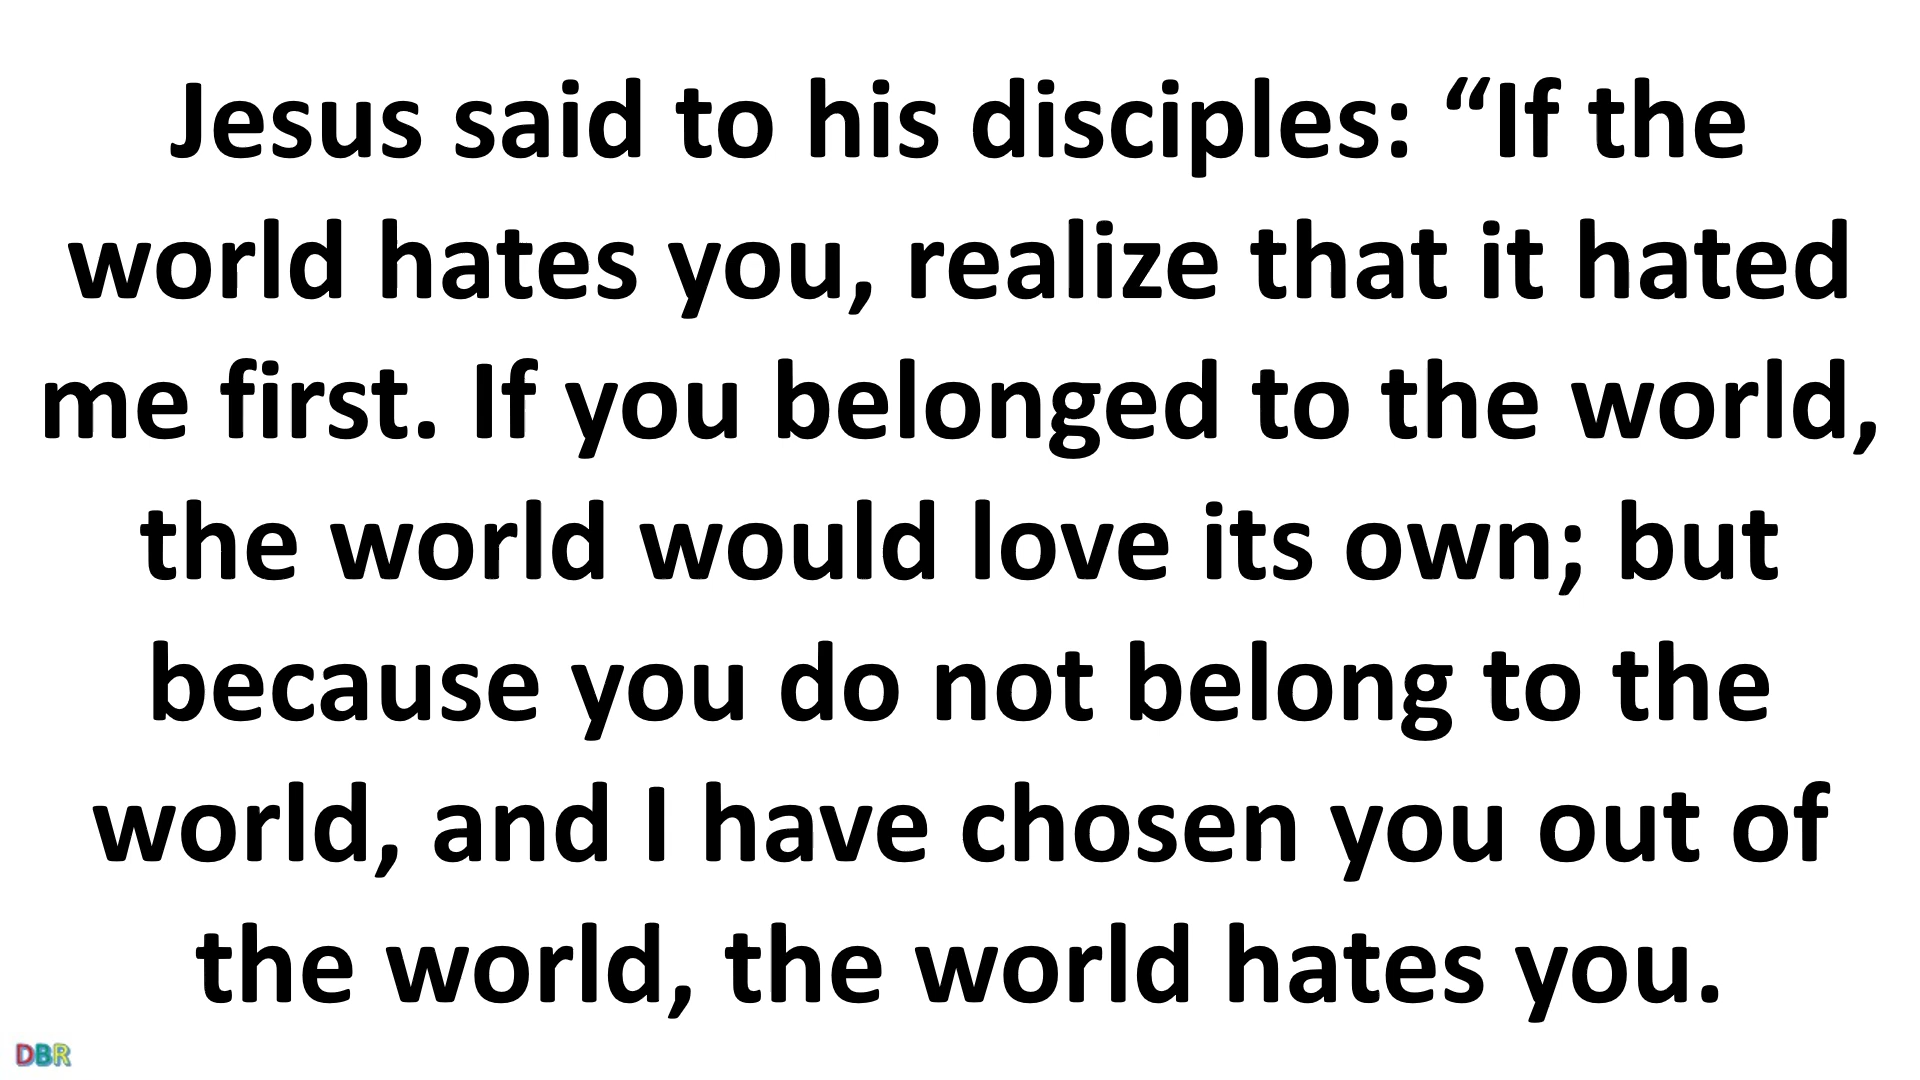 Jesus said to his disciples: “If the
world hates you, realize that it hated
me first. If you belonged to the world,
the world would love its own; but
because you do not belong to the
world, and I have chosen you out of
the world, the world hates you.
DBR